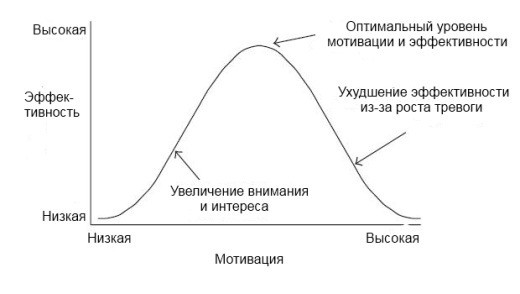 Высокая
Оптимальный уровень
мотивации и эффективности
Эффек-
тивность
Ухудшение эффективности
из-за роста тревоги
Увеличение внимания
и интереса
Низкая
Низкая
Высокая
Мотивация